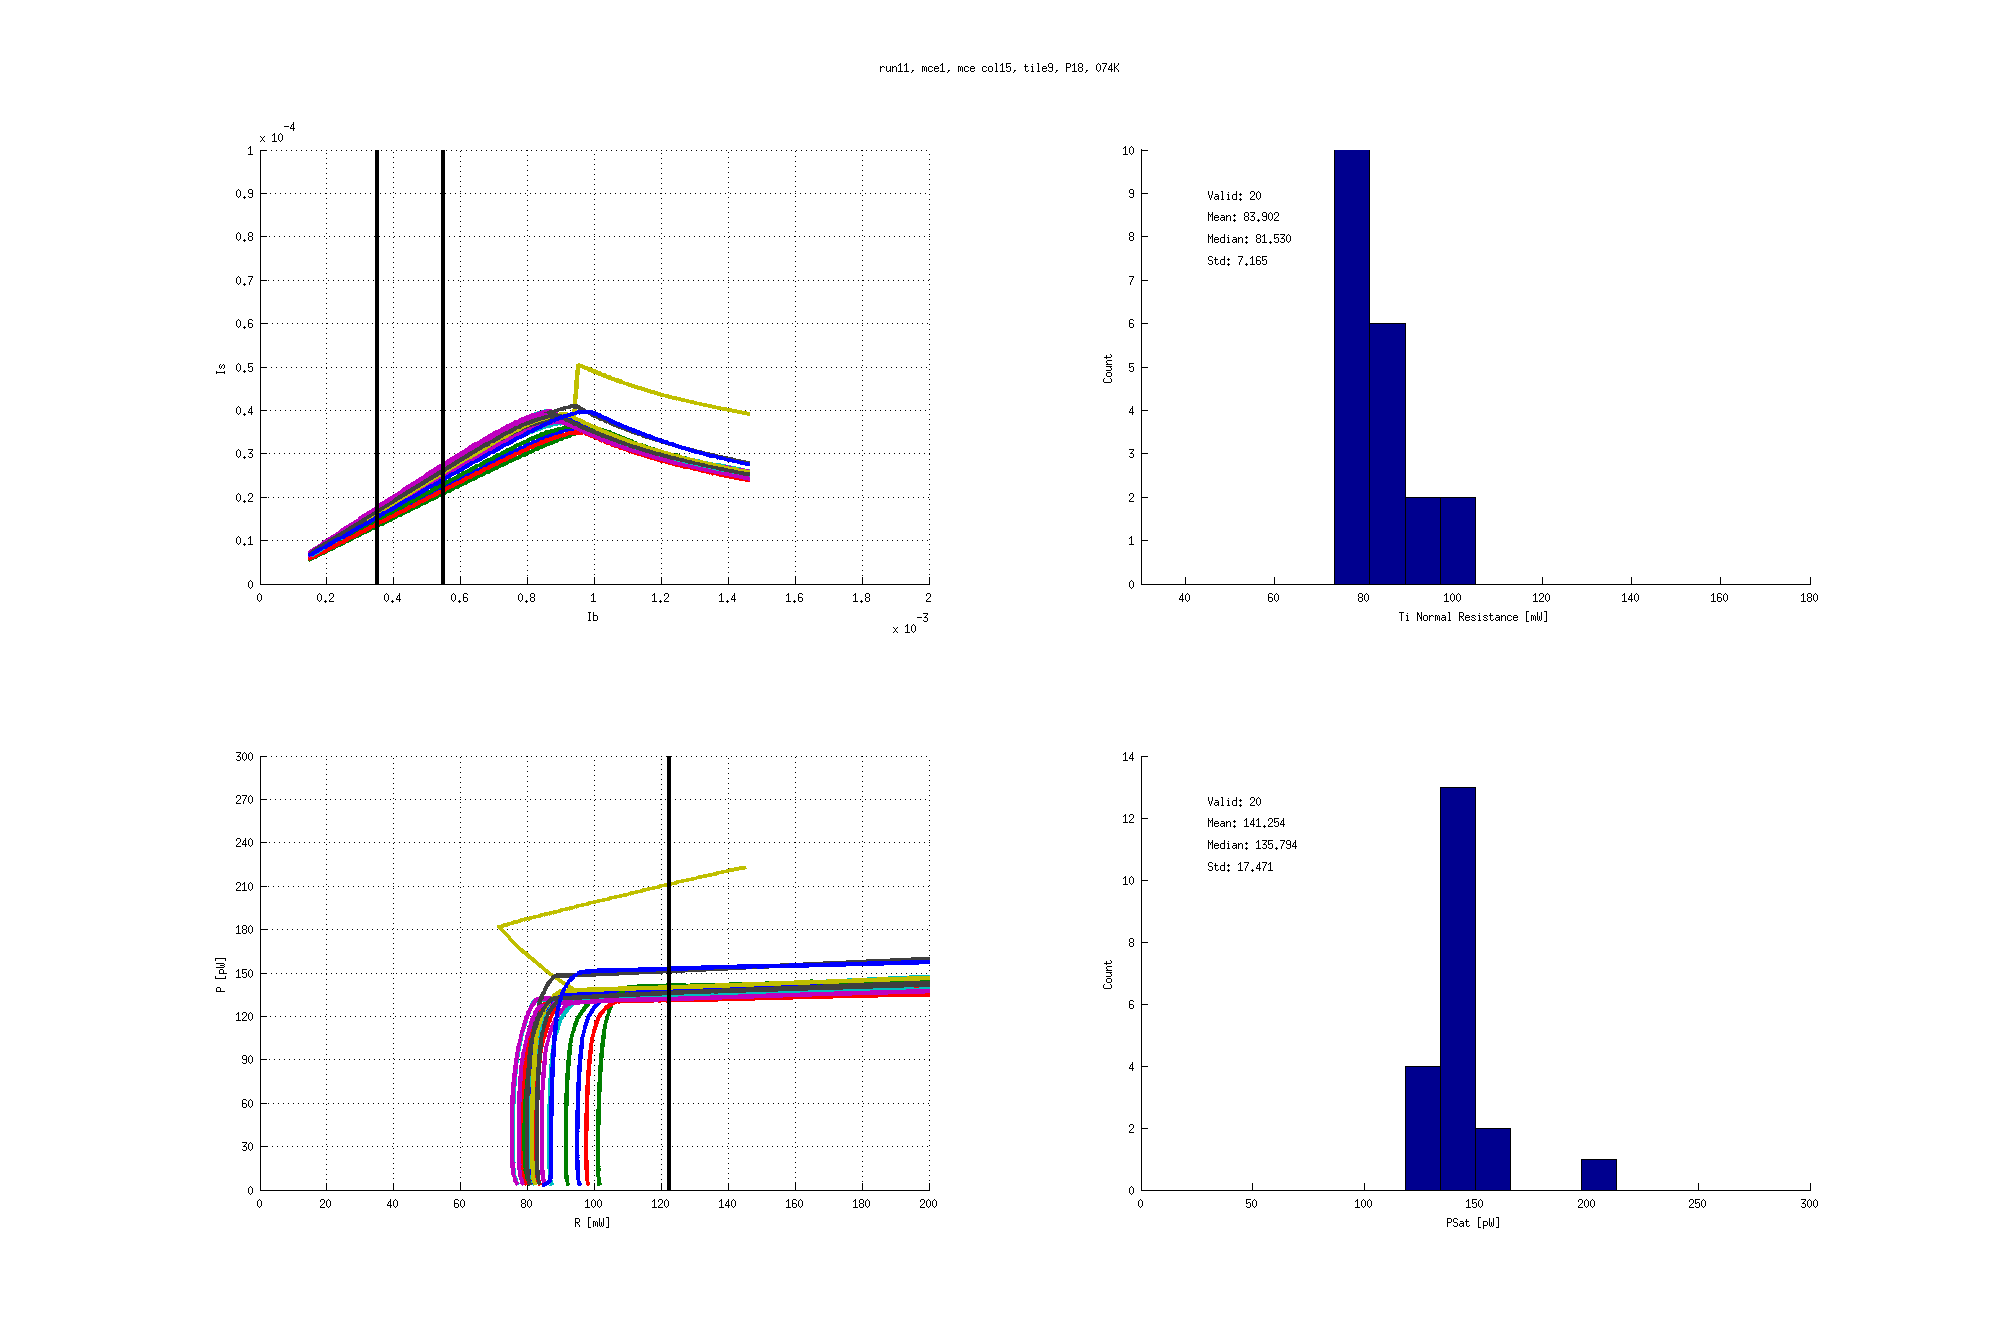 run11, mce1, mce col15, tile9, P18, 074K
x 10^-4
1
0.9
0.8
0.7
0.6
0.5
0.4
0.3
0.2
0.1
0
Is
0 0.2 0.4 0.6 0.8 1 1.2 1.4 1.6 1.8 2
Ib
x 10^-3
10
9
8
7
6
5
4
3
2
1
0
Count
Valid: 20
Mean: 83.902
Median: 81.530
Std: 7.165
40 60 80 100 120 140 160 180
Ti Normal Resistance [mW]
300
270
240
210
180
150
120
90
60
30
0
P [pW]
0 20 40 60 80 100 120 140 160 180 200
R [mW]
14
12
10
8
6
4
2
0
Count
Valid: 20
Mean: 141.254
Median: 135.794
Std: 17.471
0 50 100 150 200 250 300
PSat [pW]